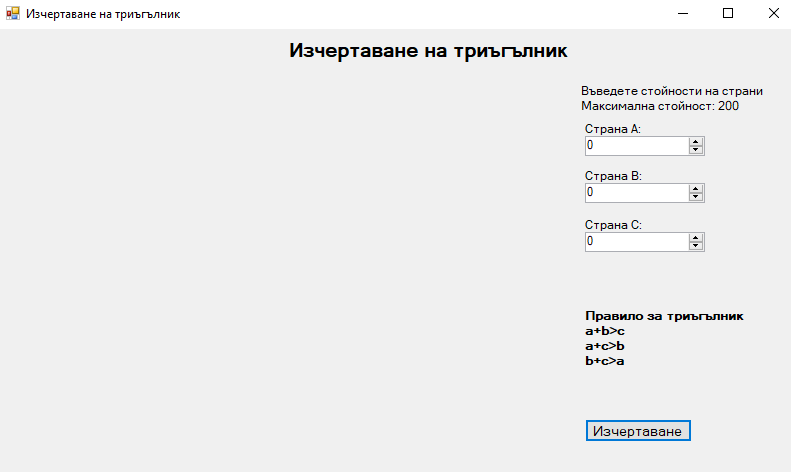 Изчертаване на триъгълник
Изчертаване на триъгълник
Въведете стойности на страни
Максимална стойност: 200
Страна A:
0
Страна B:
0
Страна C:
0
Правило за триъгълник
a+b>c
a+c>b
b+c>a
Изчертаване